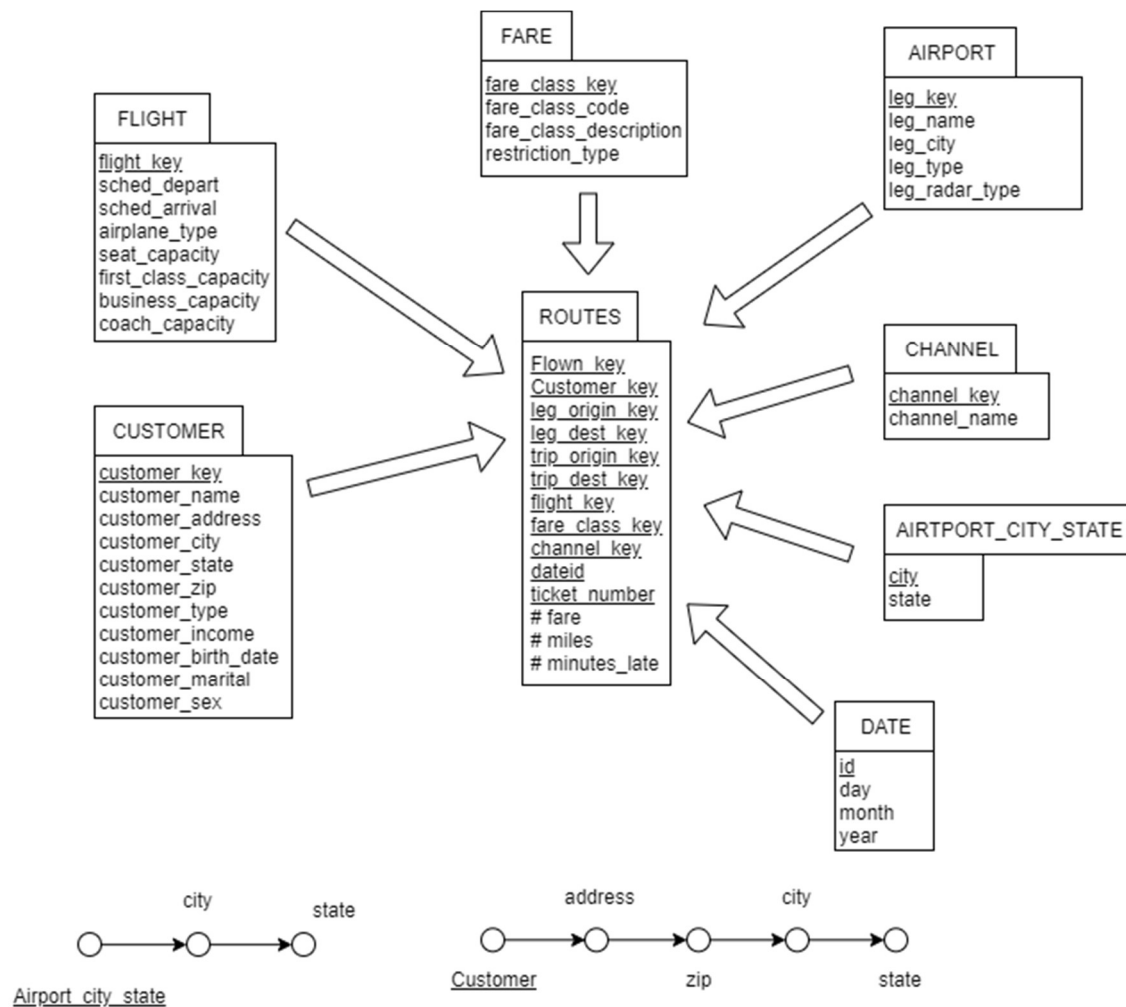 FARE
fare_class_key
fare_class_code
fare_class_description
restriction_type
AIRPORT
leg_key
leg_name
leg_city
leg_type
leg_radar_type
FLIGHT
flight_key
sched_depart
sched_arrival
airplane_type
seat_capacity
first_class_capacity
business_capacity
coach_capacity
ROUTES
Flown_key
Customer_key
leg_origin_key
leg_dest_key
trip_origin_key
trip_dest_key
flight_key
fare_class_key
channel_key
dateid
ticket_number
# fare
# miles
# minutes_late
CHANNEL
channel_key
channel_name
CUSTOMER
customer_key
customer_name
customer_address
customer_city
customer_state
customer_zip
customer_type
customer_income
customer_birth_date
customer_marital
customer_sex
AIRTPORT_CITY_STATE
city
state
DATE
id
day
month
year
city
state
Airport_city_state
address
city
Customer
zip
state